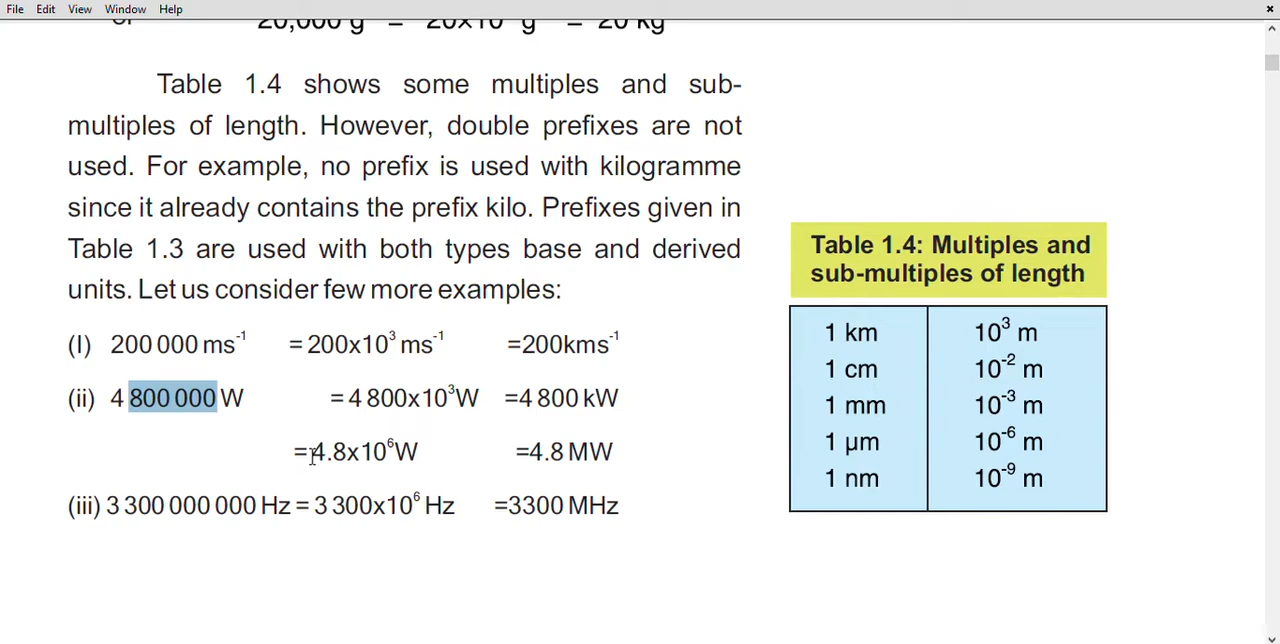 File Edit View Window Help
20,000 g = 20x10 g = 20 kg
Table 1.4 shows some multiples and sub-
multiples of length. However, double prefixes are not
used. For example, no prefix is used with kilogramme
since it already contains the prefix kilo. Prefixes given in
Table 1.3 are used with both types base and derived
units. Let us consider few more examples:
(I) 200 000 ms⁻¹ = 200x10³ ms⁻¹ =200kms⁻¹
(ii) 4 800 000 W = 4 800x10³W =4 800 kW
=4.8x10⁶W =4.8 MW
(iii) 3 300 000 000 Hz = 3 300x10⁶ Hz =3300 MHz
Table 1.4: Multiples and
sub-multiples of length
1 km 10³ m
1 cm 10⁻² m
1 mm 10⁻³ m
1 µm 10⁻⁶ m
1 nm 10⁻⁹ m